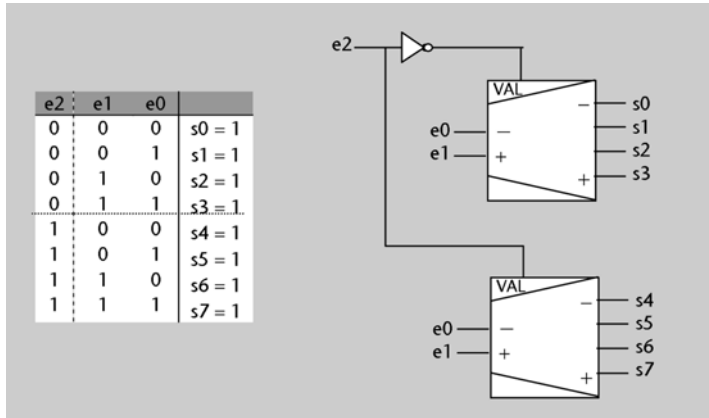 e2 e1 e0
0 0 0 s0 = 1
0 0 1 s1 = 1
0 1 0 s2 = 1
0 1 1 s3 = 1
1 0 0 s4 = 1
1 0 1 s5 = 1
1 1 0 s6 = 1
1 1 1 s7 = 1
e2
VAL
e0 − − s0
e1 + s1
s2
+ s3
VAL
e0 − − s4
e1 + s5
s6
+ s7